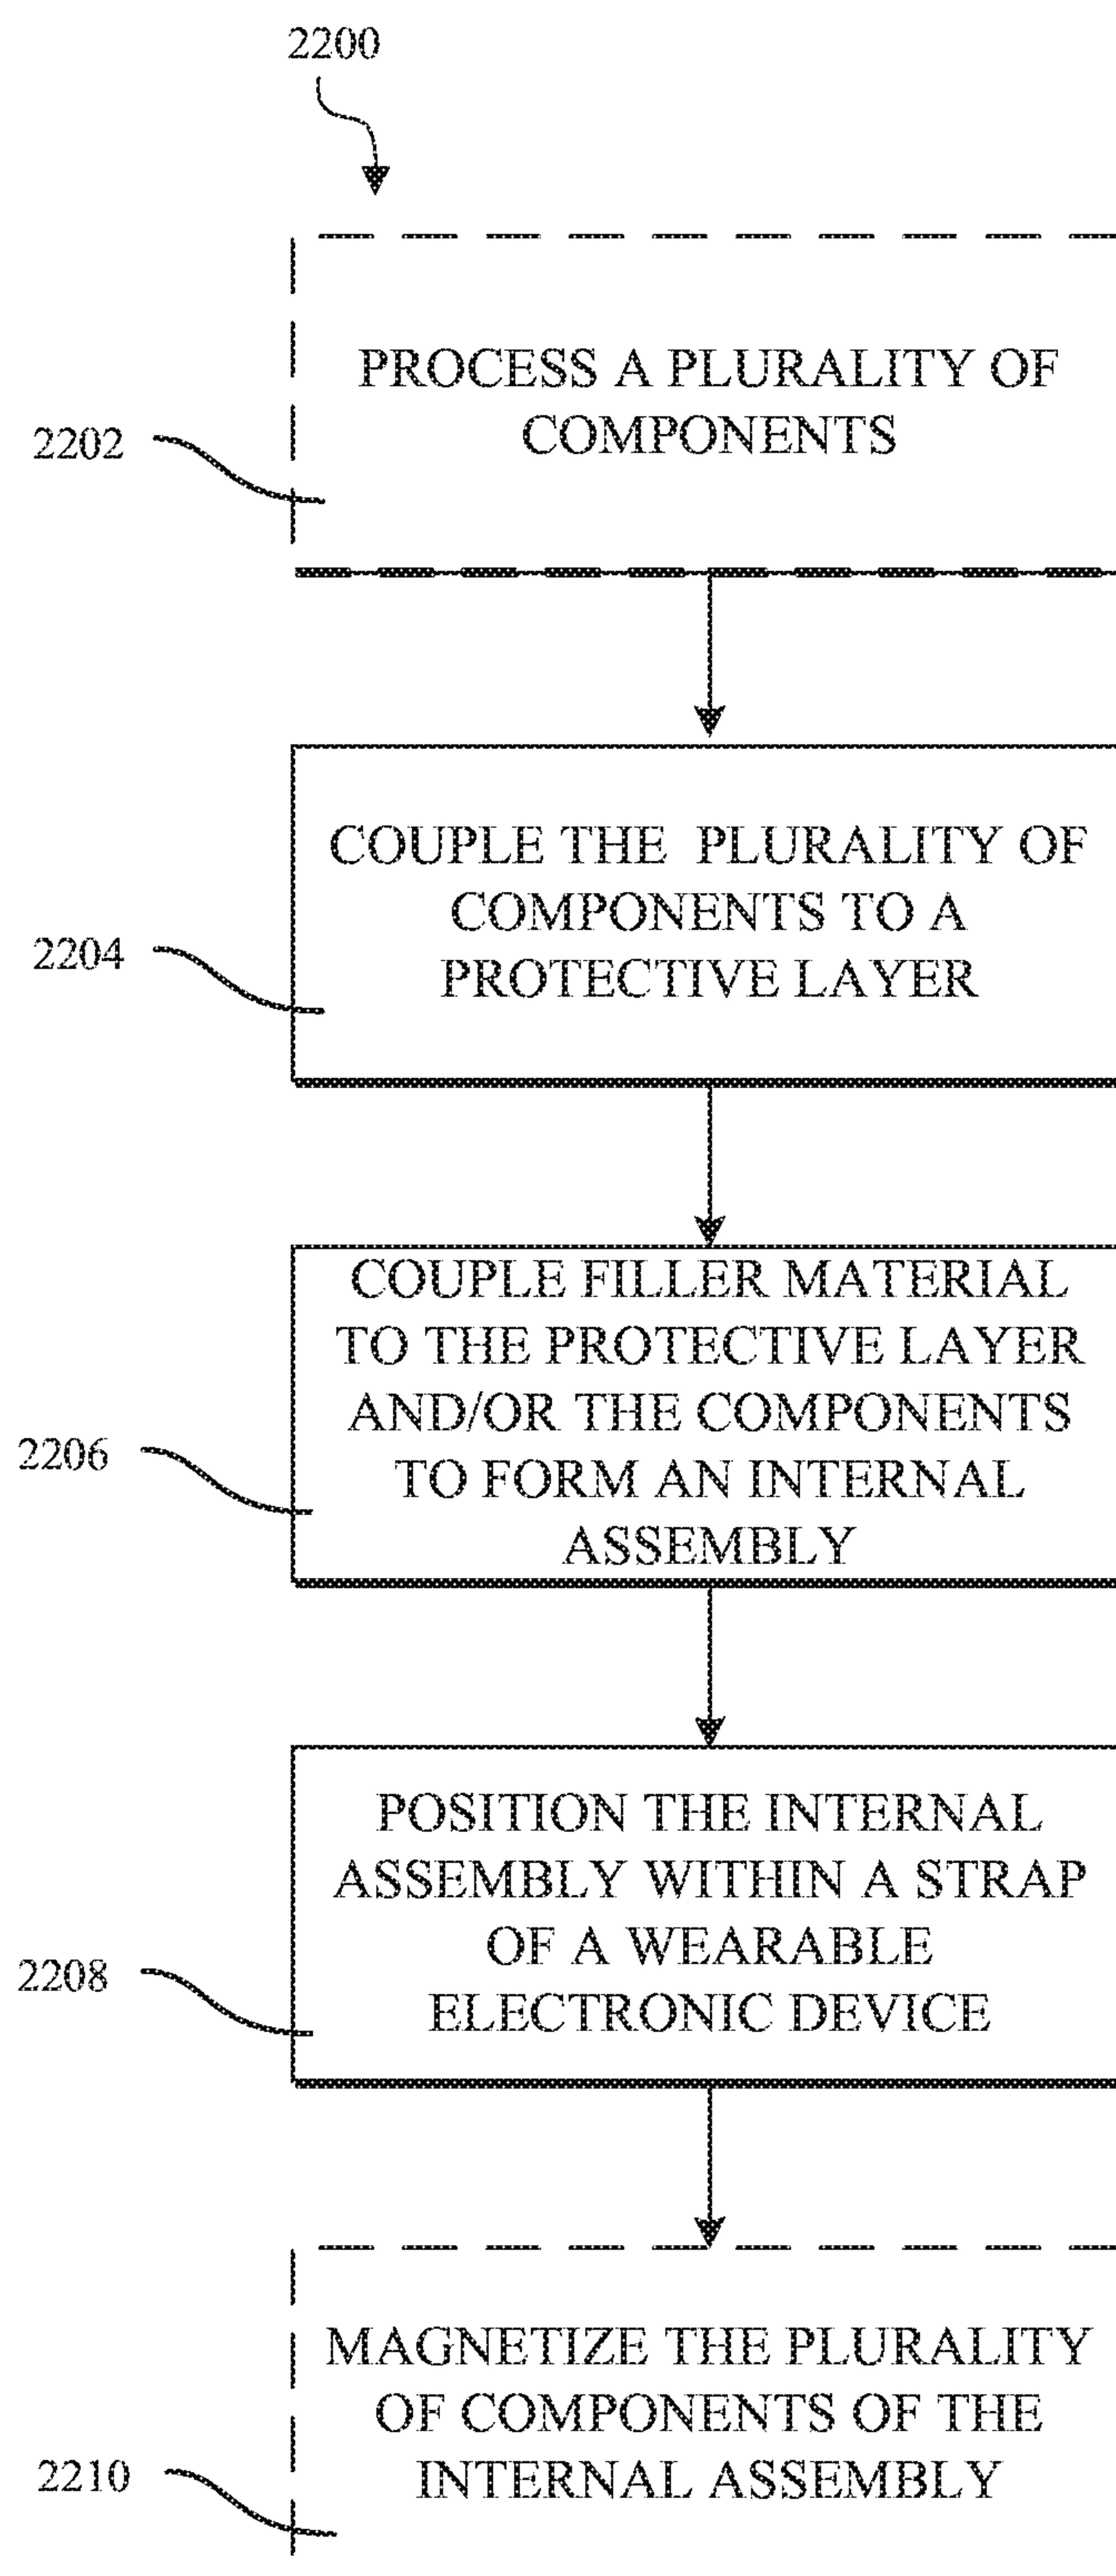 2200
PROCESS A PLURALITY OF
COMPONENTS
2202
COUPLE THE PLURALITY OF
COMPONENTS TO A
PROTECTIVE LAYER
2204
COUPLE FILLER MATERIAL
TO THE PROTECTIVE LAYER
AND/OR THE COMPONENTS
TO FORM AN INTERNAL
ASSEMBLY
2206
POSITION THE INTERNAL
ASSEMBLY WITHIN A STRAP
OF A WEARABLE
ELECTRONIC DEVICE
2208
MAGNETIZE THE PLURALITY
OF COMPONENTS OF THE
INTERNAL ASSEMBLY
2210